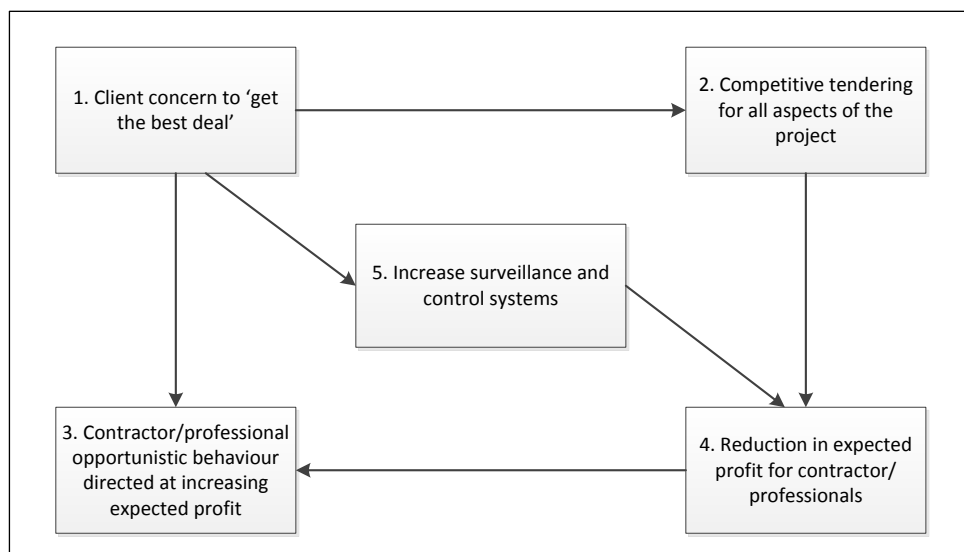 1. Client concern to ‘get
the best deal’
2. Competitive tendering
for all aspects of the
project
5. Increase surveillance and
control systems
3. Contractor/professional
opportunistic behaviour
directed at increasing
expected profit
4. Reduction in expected
profit for contractor/
professionals